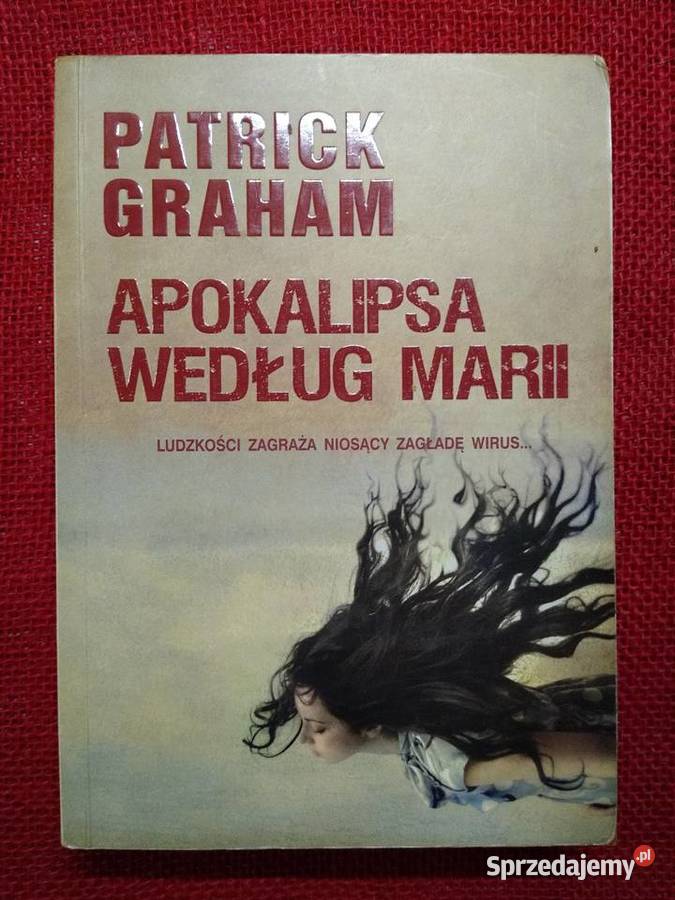 PATRICK
GRAHAM
APOKALIPSA
WEDŁUG MARII
LUDZKOŚCI ZAGRAŻA NIOSĄCY ZAGŁADĘ WIRUS...
Sprzedajemy.pl